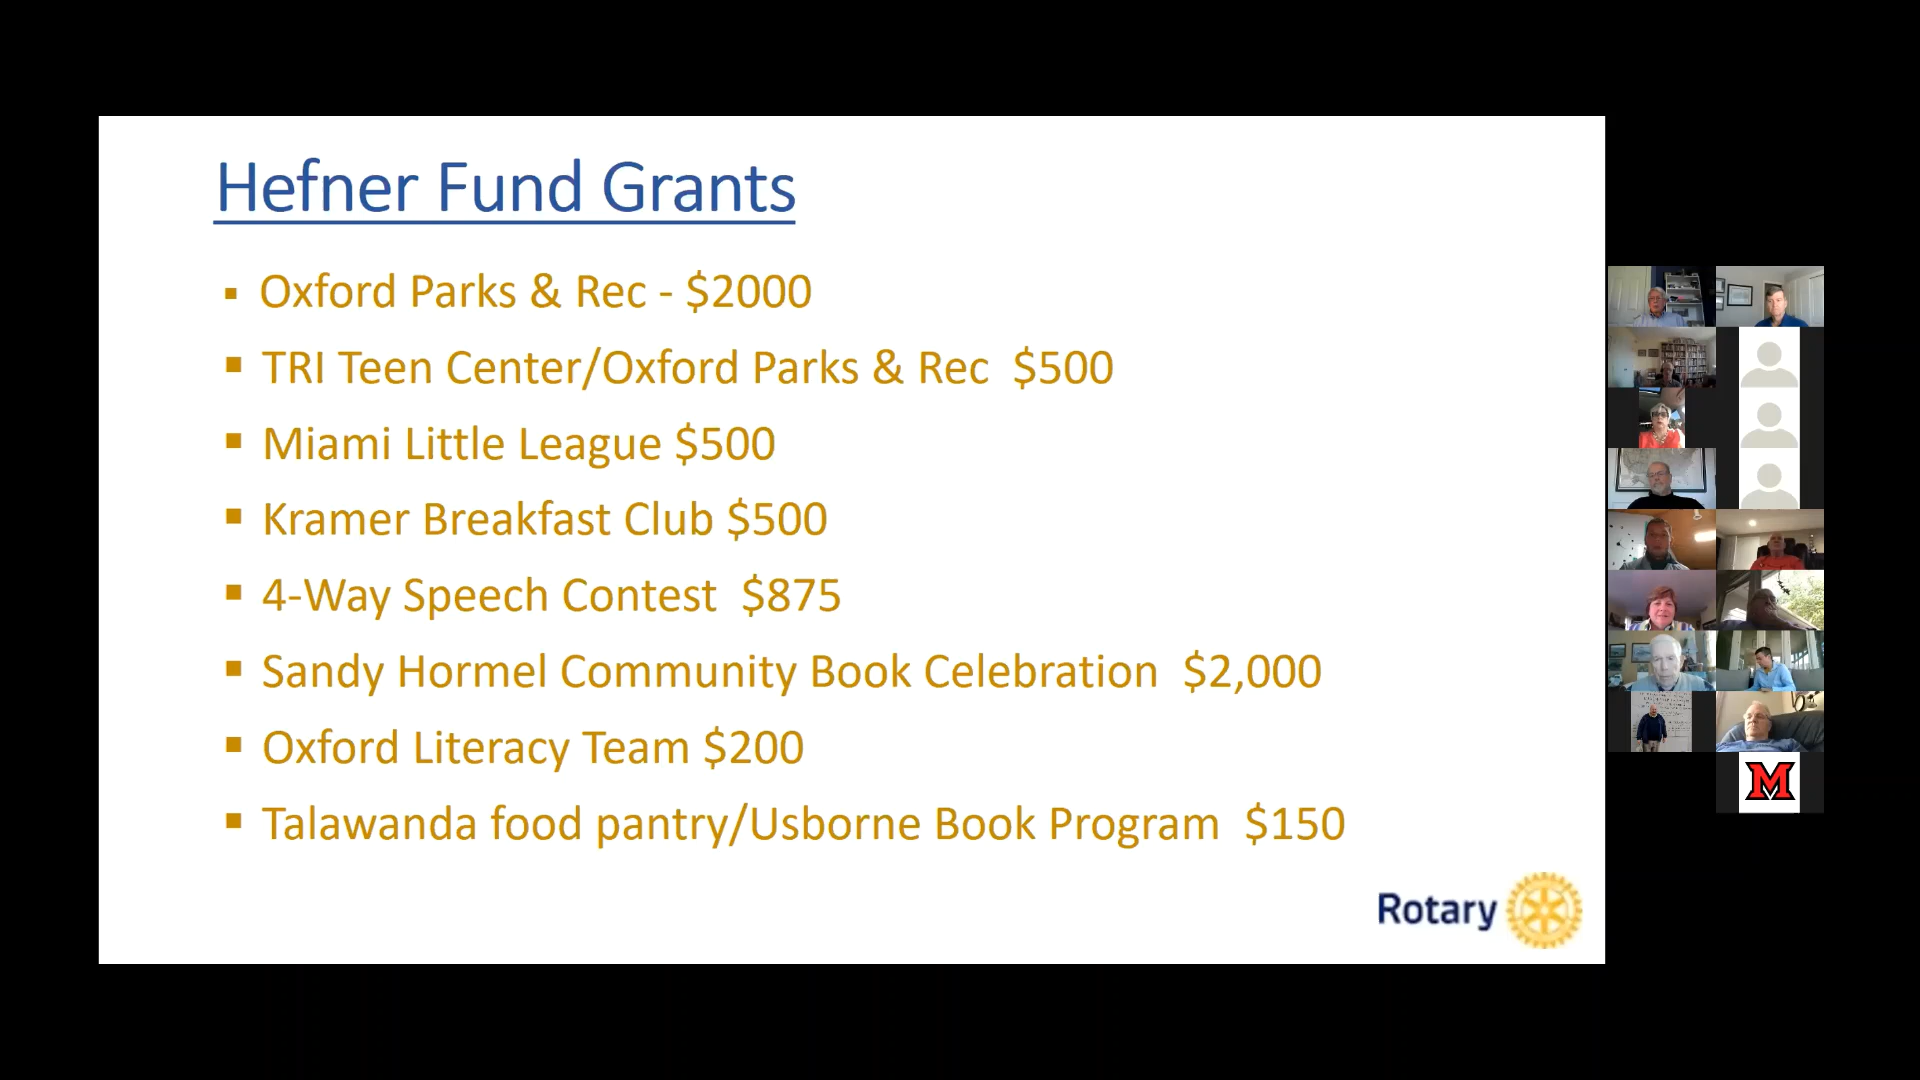 Hefner Fund Grants
▪ Oxford Parks & Rec - $2000
▪ TRI Teen Center/Oxford Parks & Rec  $500
▪ Miami Little League $500
▪ Kramer Breakfast Club $500
▪ 4-Way Speech Contest  $875
▪ Sandy Hormel Community Book Celebration  $2,000
▪ Oxford Literacy Team $200
▪ Talawanda food pantry/Usborne Book Program  $150
Rotary
M